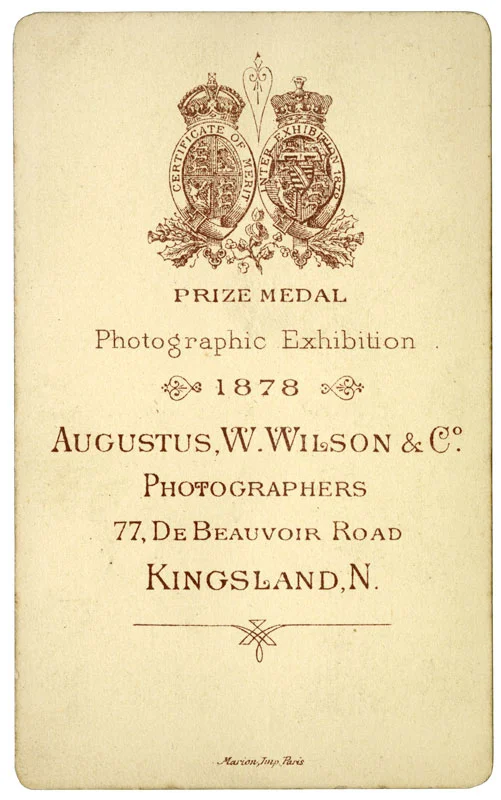 CERTIFICATE OF MERIT
INTER EXHIBITION
PRIZE MEDAL
Photographic Exhibition
1878
AUGUSTUS, W. WILSON & Cº.
PHOTOGRAPHERS
77, DE BEAUVOIR ROAD
KINGSLAND, N.
Marion, Imp. Paris